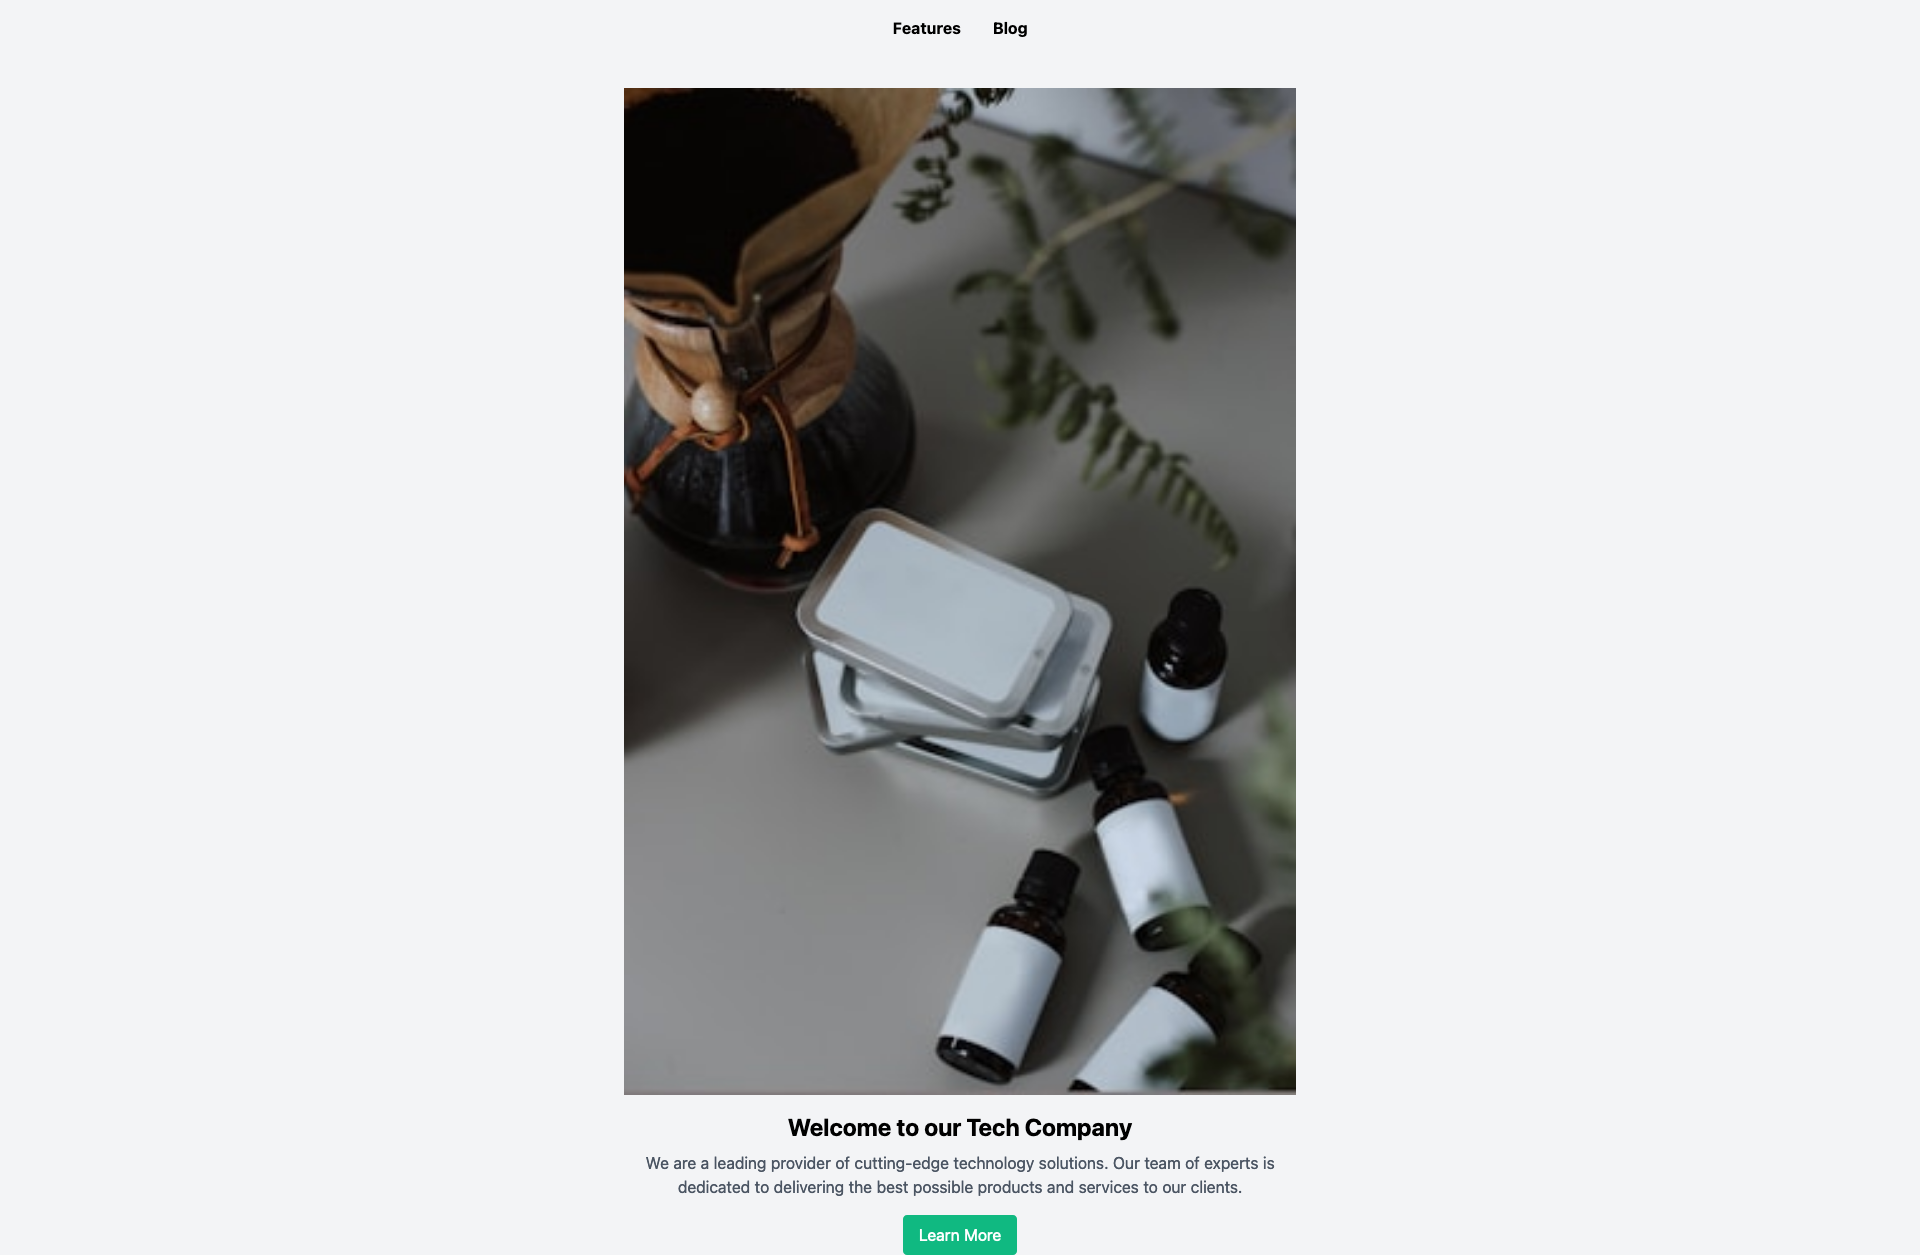 Features Blog
Welcome to our Tech Company
We are a leading provider of cutting-edge technology solutions. Our team of experts is
dedicated to delivering the best possible products and services to our clients.
Learn More